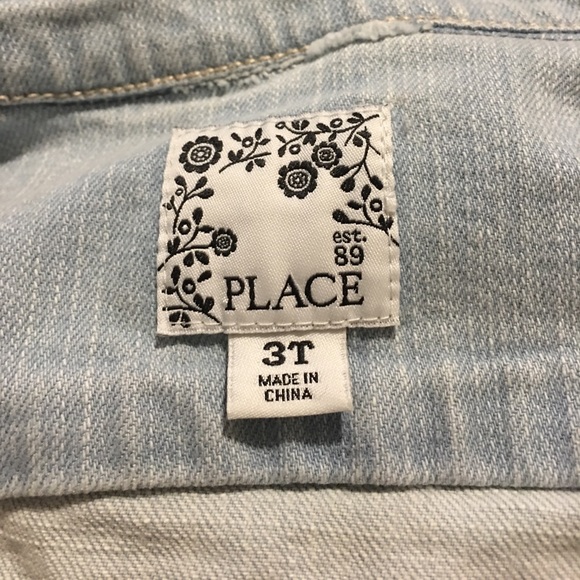 est.
89
PLACE
3T
MADE IN
CHINA